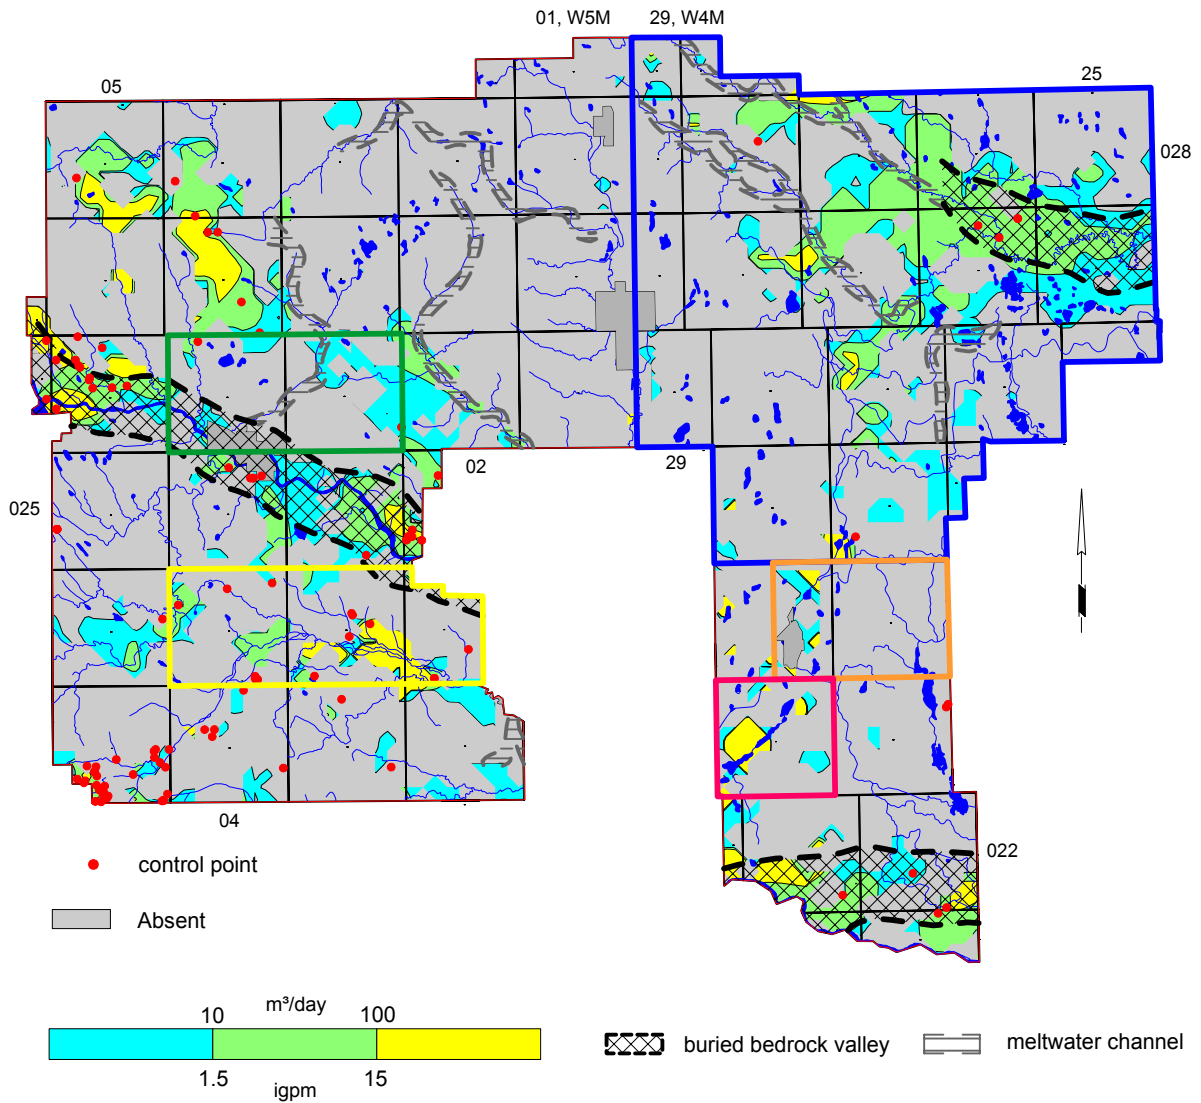 01, W5M
29, W4M
05
25
028
02
29
025
04
022
control point
Absent
m³/day
10
100
1.5
15
igpm
buried bedrock valley
meltwater channel